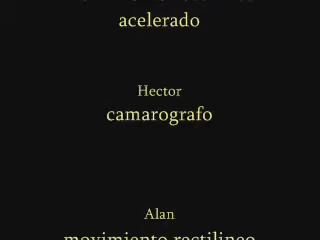 acelerado
Hector
camarografo
Alan
movimiento rectilineo